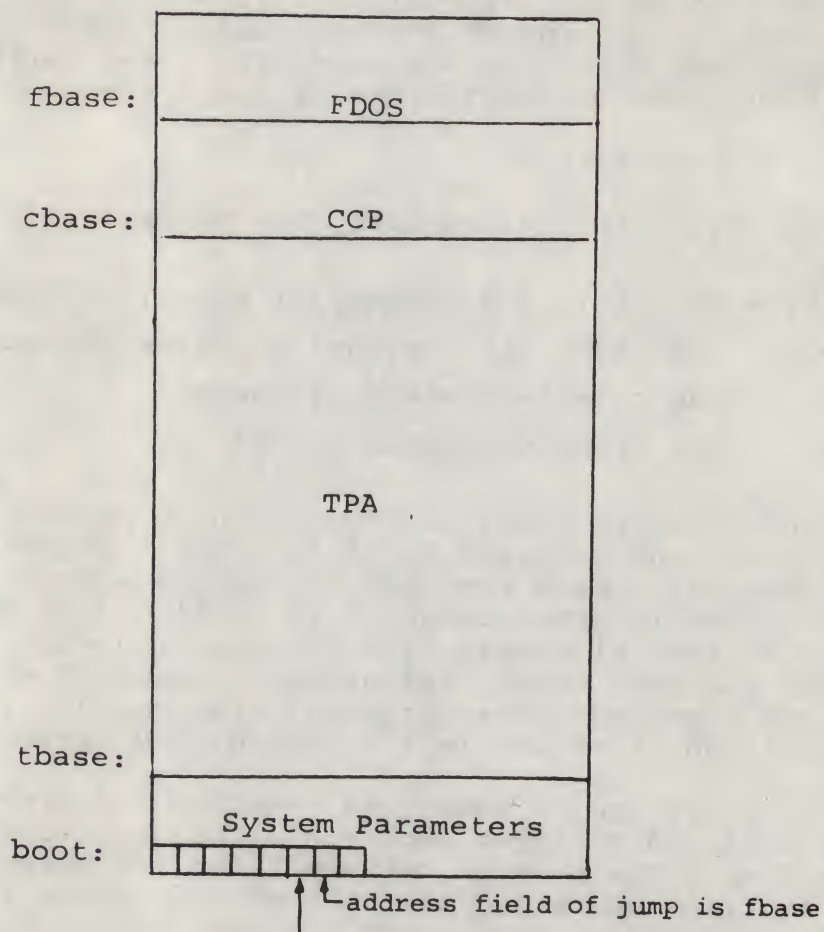 fbase: FDOS
cbase: CCP
TPA
tbase:
System Parameters
boot:
address field of jump is fbase